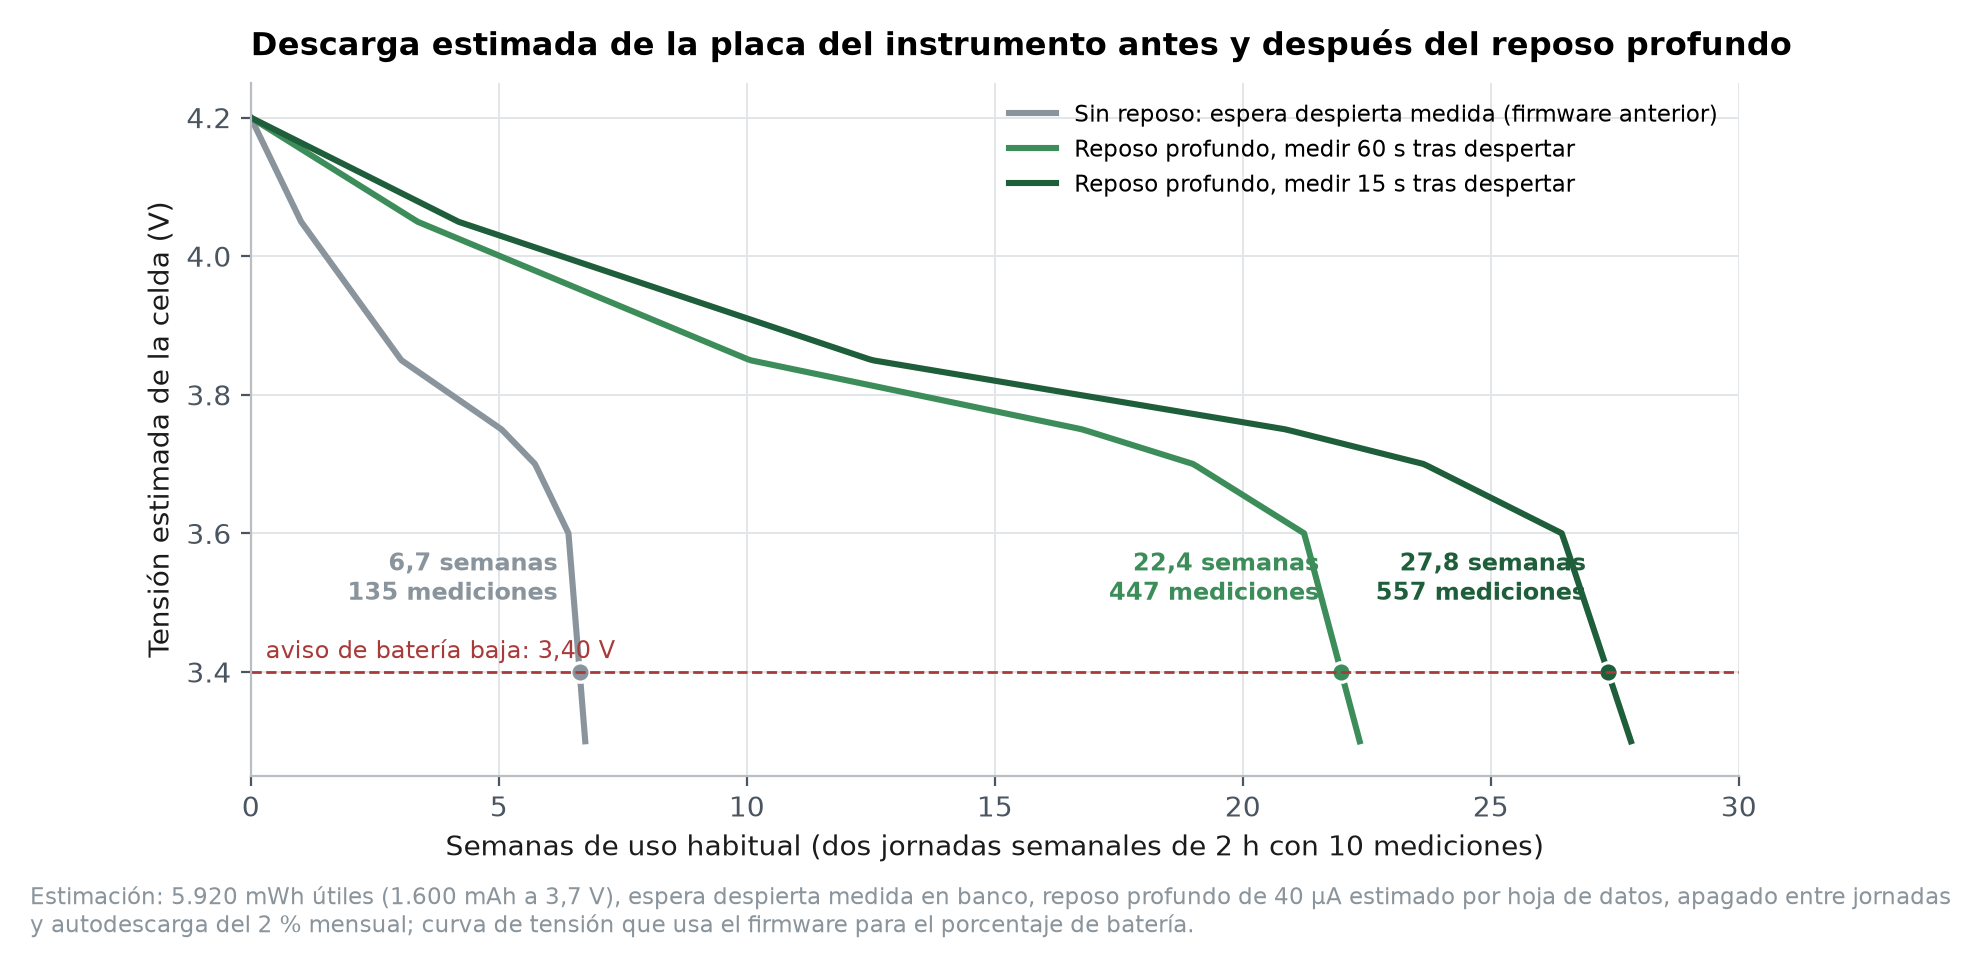 Descarga estimada de la placa del instrumento antes y después del reposo profundo
Sin reposo: espera despierta medida (firmware anterior)
Reposo profundo, medir 60 s tras despertar
Reposo profundo, medir 15 s tras despertar
Tensión estimada de la celda (V)
4.2
4.0
3.8
3.6
3.4
6,7 semanas
135 mediciones
22,4 semanas
447 mediciones
27,8 semanas
557 mediciones
aviso de batería baja: 3,40 V
0
5
10
15
20
25
30
Semanas de uso habitual (dos jornadas semanales de 2 h con 10 mediciones)
Estimación: 5.920 mWh útiles (1.600 mAh a 3,7 V), espera despierta medida en banco, reposo profundo de 40 µA estimado por hoja de datos, apagado entre jornadas
y autodescarga del 2 % mensual; curva de tensión que usa el firmware para el porcentaje de batería.